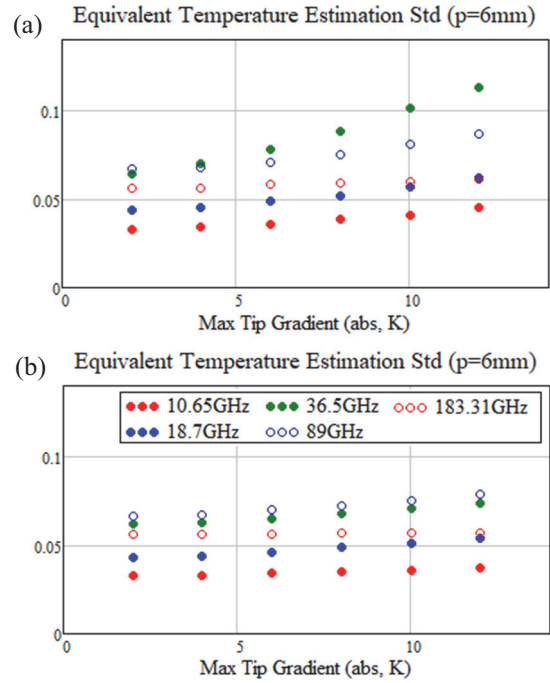 (a)
Equivalent Temperature Estimation Std (p=6mm)
0.1
0.05
0
0 5 10
Max Tip Gradient (abs, K)
(b)
Equivalent Temperature Estimation Std (p=6mm)
10.65GHz 36.5GHz 183.31GHz
18.7GHz 89GHz
0.1
0.05
0
0 5 10
Max Tip Gradient (abs, K)